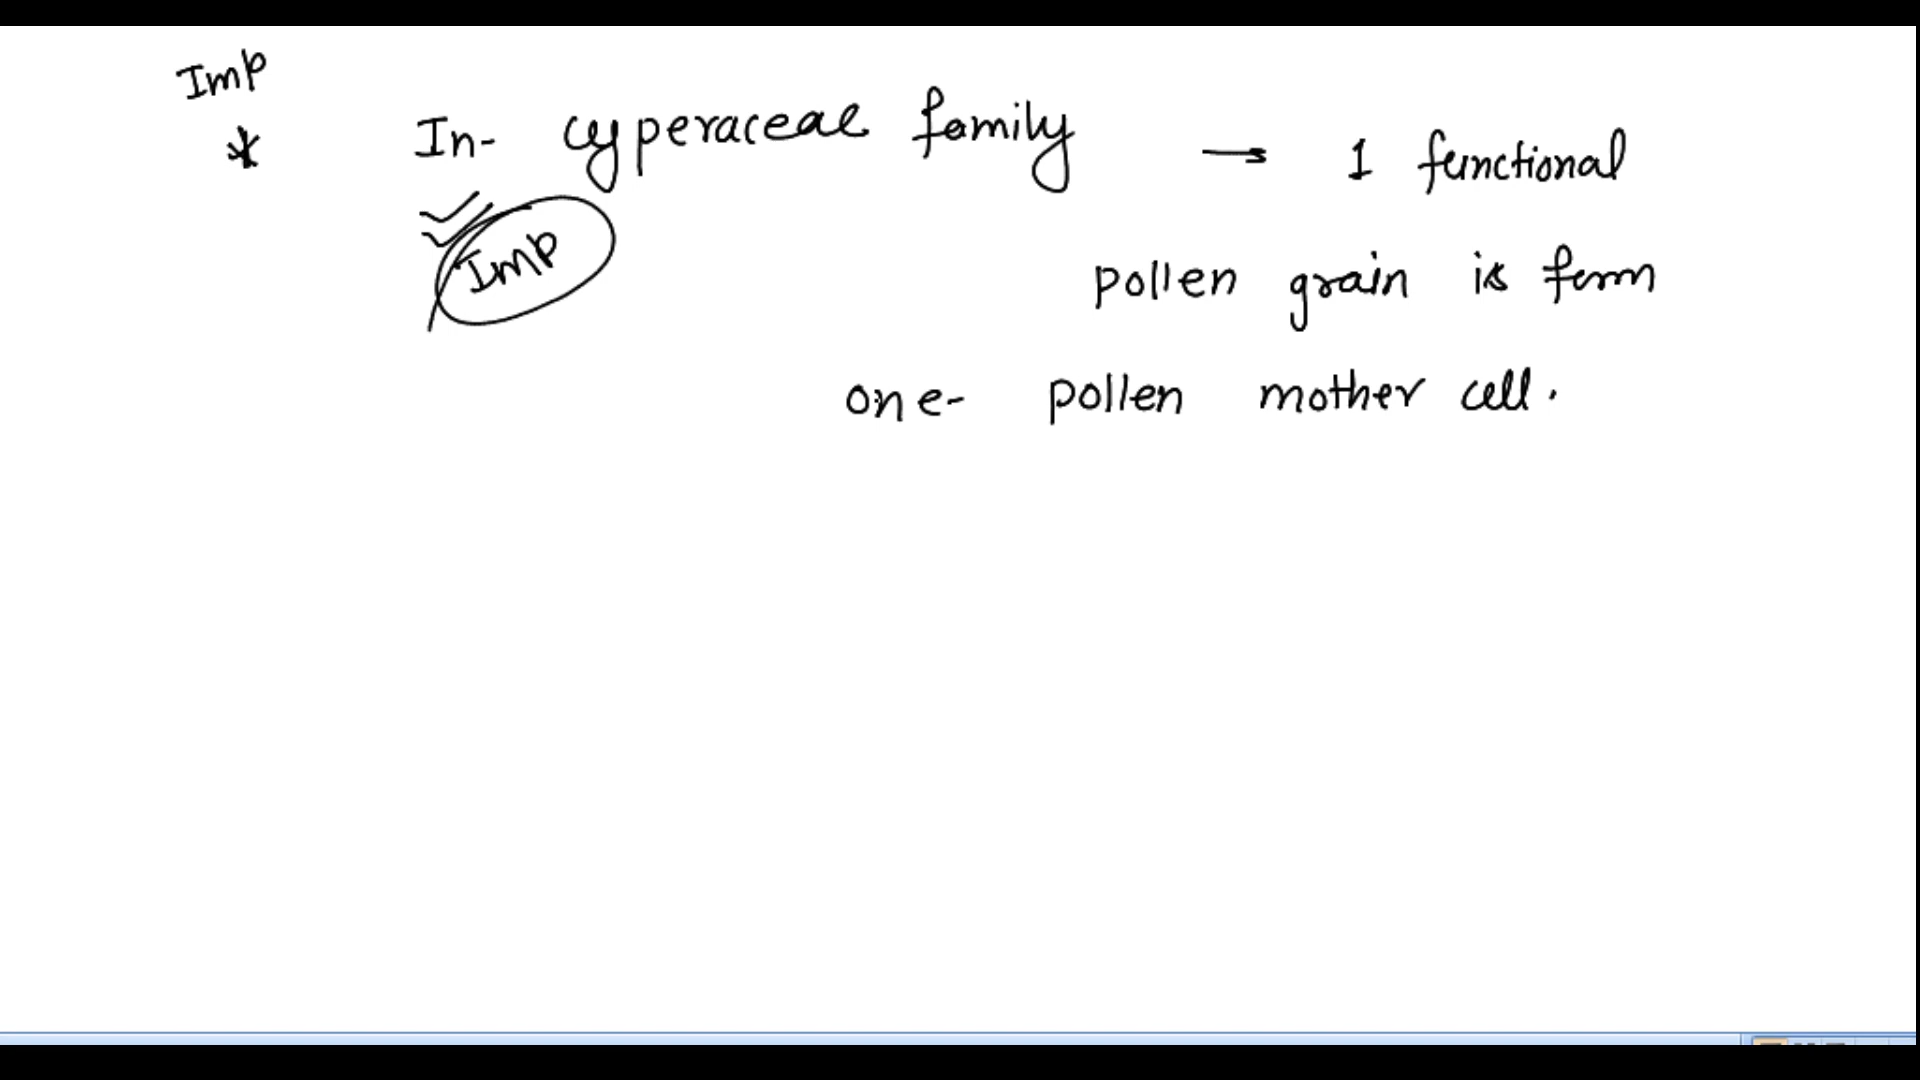 Imp
* In- cyperaceae family → 1 functional
Imp
pollen grain is form
one- pollen mother cell.